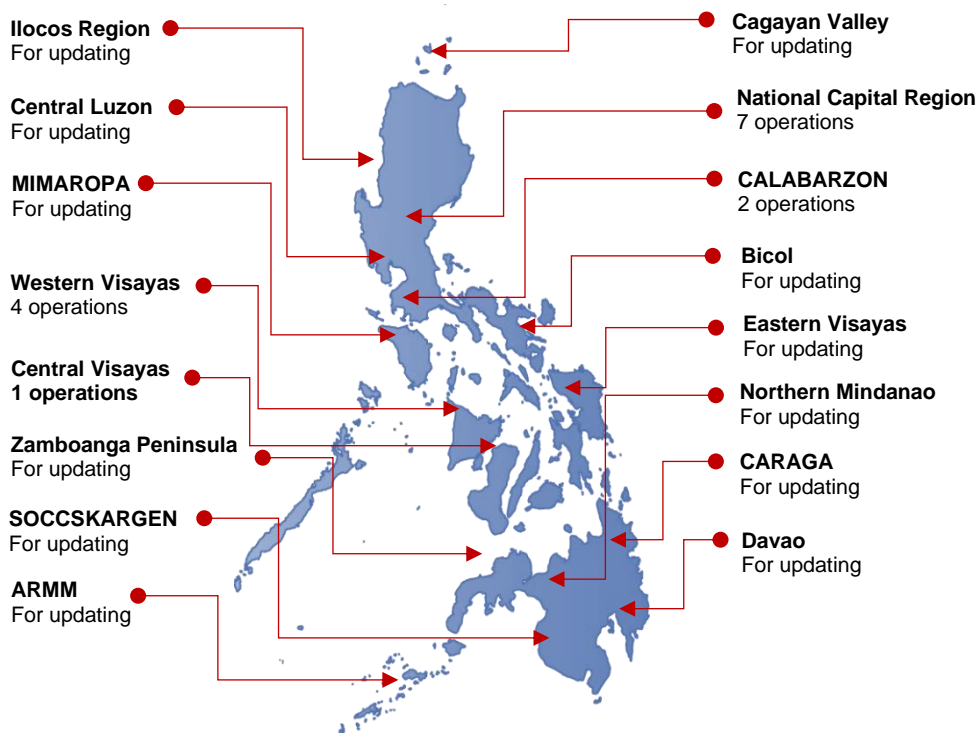 Ilocos Region
For updating
Central Luzon
For updating
MIMAROPA
For updating
Western Visayas
4 operations
Central Visayas
1 operations
Zamboanga Peninsula
For updating
SOCCSKARGEN
For updating
ARMM
For updating
Cagayan Valley
For updating
National Capital Region
7 operations
CALABARZON
2 operations
Bicol
For updating
Eastern Visayas
For updating
Northern Mindanao
For updating
CARAGA
For updating
Davao
For updating